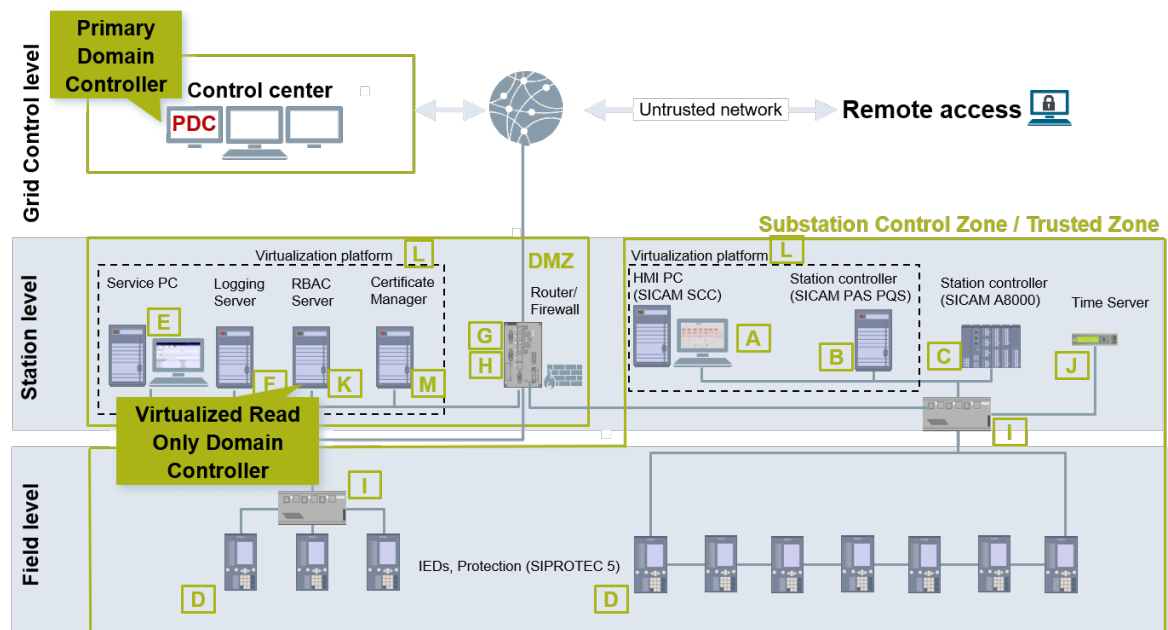 Primary
Domain
Controller
PDC
Control center
Untrusted network
Remote access
Grid Control level
Substation Control Zone / Trusted Zone
Station level
Virtualization platform
L
DMZ
Service PC
Logging
Server
RBAC
Server
Certificate
Manager
Router/
Firewall
E
F
K
M
G
H
Virtualized Read
Only Domain
Controller
Virtualization platform
L
HMI PC
(SICAM SCC)
Station controller
(SICAM PAS PQS)
Station controller
(SICAM A8000)
Time Server
A
B
C
J
I
Field level
I
D
IEDs, Protection (SIPROTEC 5)
D